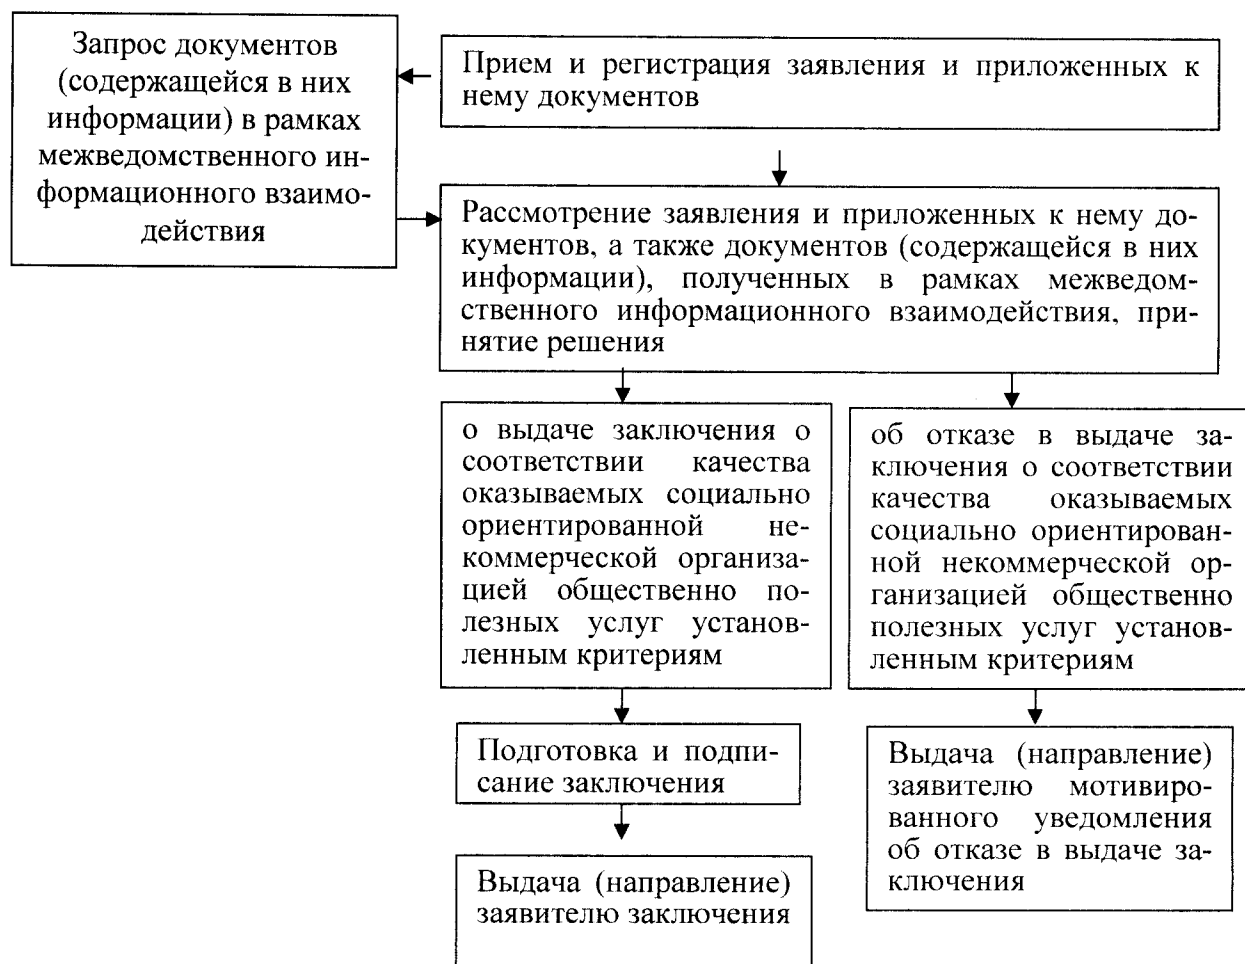 Запрос документов
(содержащейся в них
информации) в рамках
межведомственного ин-
формационного взаимо-
действия
Прием и регистрация заявления и приложенных к
нему документов
Рассмотрение заявления и приложенных к нему до-
кументов, а также документов (содержащейся в них
информации), полученных в рамках межведом-
ственного информационного взаимодействия, при-
нятие решения
о выдаче заключения о
соответствии качества
оказываемых социально
ориентированной не-
коммерческой организа-
цией общественно по-
лезных услуг установ-
ленным критериям
об отказе в выдаче за-
ключения о соответствии
качества оказываемых
социально ориентирован-
ной некоммерческой ор-
ганизацией общественно
полезных услуг установ-
ленным критериям
Подготовка и подпи-
сание заключения
Выдача (направление)
заявителю мотивиро-
ванного уведомления
об отказе в выдаче за-
ключения
Выдача (направление)
заявителю заключения